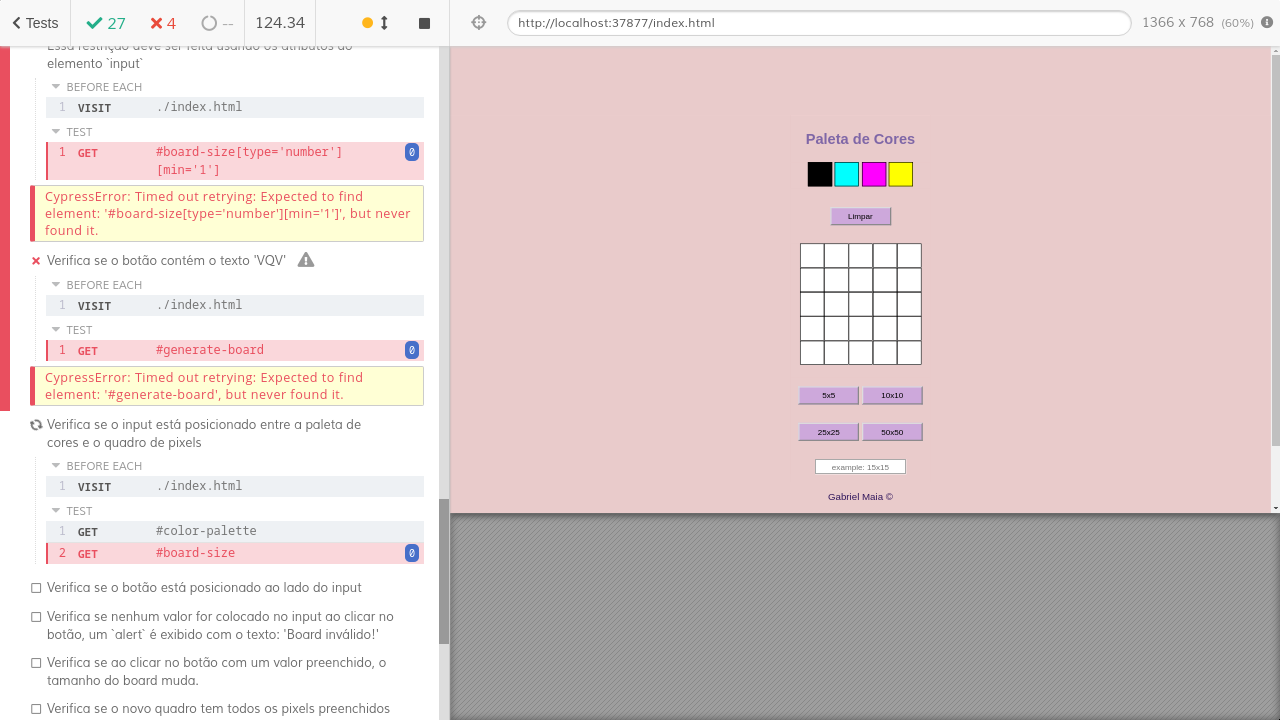 Tests
27
4
--
124.34
http://localhost:37877/index.html
1366 x 768 (60%)
Essa restrição deve ser feita usando os atributos do
elemento `input`
BEFORE EACH
1 VISIT ./index.html
TEST
1 GET #board-size[type='number']
[min='1'] 0
CypressError: Timed out retrying: Expected to find
element: '#board-size[type='number'][min='1']', but never
found it.
Verifica se o botão contém o texto 'VQV'
BEFORE EACH
1 VISIT ./index.html
TEST
1 GET #generate-board 0
CypressError: Timed out retrying: Expected to find
element: '#generate-board', but never found it.
Verifica se o input está posicionado entre a paleta de
cores e o quadro de pixels
BEFORE EACH
1 VISIT ./index.html
TEST
1 GET #color-palette
2 GET #board-size 0
Verifica se o botão está posicionado ao lado do input
Verifica se nenhum valor for colocado no input ao clicar no
botão, um `alert` é exibido com o texto: 'Board inválido!'
Verifica se ao clicar no botão com um valor preenchido, o
tamanho do board muda.
Verifica se o novo quadro tem todos os pixels preenchidos
Paleta de Cores
Limpar
5x5 10x10
25x25 50x50
example: 15x15
Gabriel Maia ©